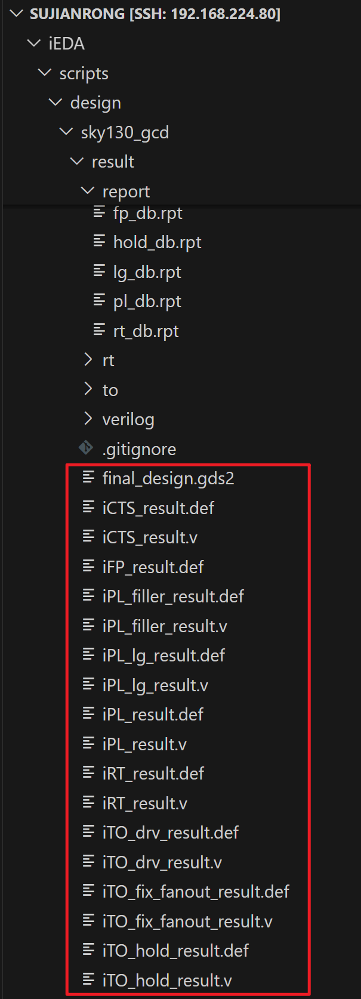 SUJIANRONG [SSH: 192.168.224.80]
iEDA
scripts
design
sky130_gcd
result
report
fp_db.rpt
hold_db.rpt
lg_db.rpt
pl_db.rpt
rt_db.rpt
rt
to
verilog
.gitignore
final_design.gds2
iCTS_result.def
iCTS_result.v
iFP_result.def
iPL_filler_result.def
iPL_filler_result.v
iPL_lg_result.def
iPL_lg_result.v
iPL_result.def
iPL_result.v
iRT_result.def
iRT_result.v
iTO_drv_result.def
iTO_drv_result.v
iTO_fix_fanout_result.def
iTO_fix_fanout_result.v
iTO_hold_result.def
iTO_hold_result.v